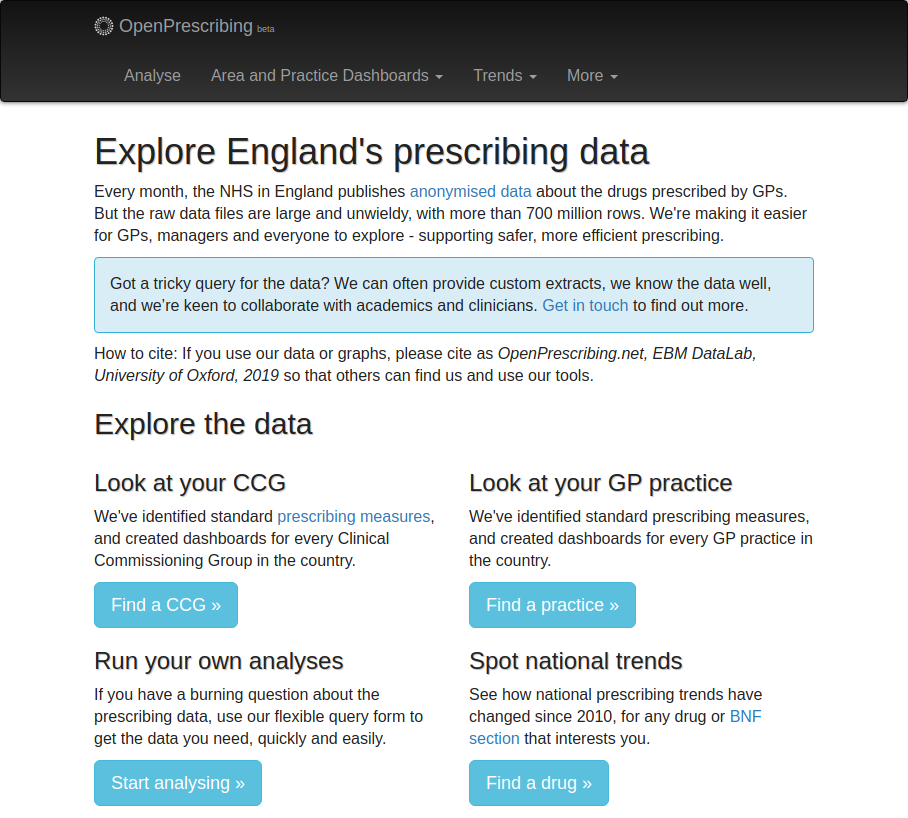 OpenPrescribing beta
Analyse Area and Practice Dashboards Trends More
Explore England's prescribing data
Every month, the NHS in England publishes anonymised data about the drugs prescribed by GPs.
But the raw data files are large and unwieldy, with more than 700 million rows. We're making it easier
for GPs, managers and everyone to explore - supporting safer, more efficient prescribing.
Got a tricky query for the data? We can often provide custom extracts, we know the data well,
and we're keen to collaborate with academics and clinicians. Get in touch to find out more.
How to cite: If you use our data or graphs, please cite as OpenPrescribing.net, EBM DataLab,
University of Oxford, 2019 so that others can find us and use our tools.
Explore the data
Look at your CCG
We've identified standard prescribing measures,
and created dashboards for every Clinical
Commissioning Group in the country.
Find a CCG »
Look at your GP practice
We've identified standard prescribing measures,
and created dashboards for every GP practice in
the country.
Find a practice »
Run your own analyses
If you have a burning question about the
prescribing data, use our flexible query form to
get the data you need, quickly and easily.
Start analysing »
Spot national trends
See how national prescribing trends have
changed since 2010, for any drug or BNF
section that interests you.
Find a drug »